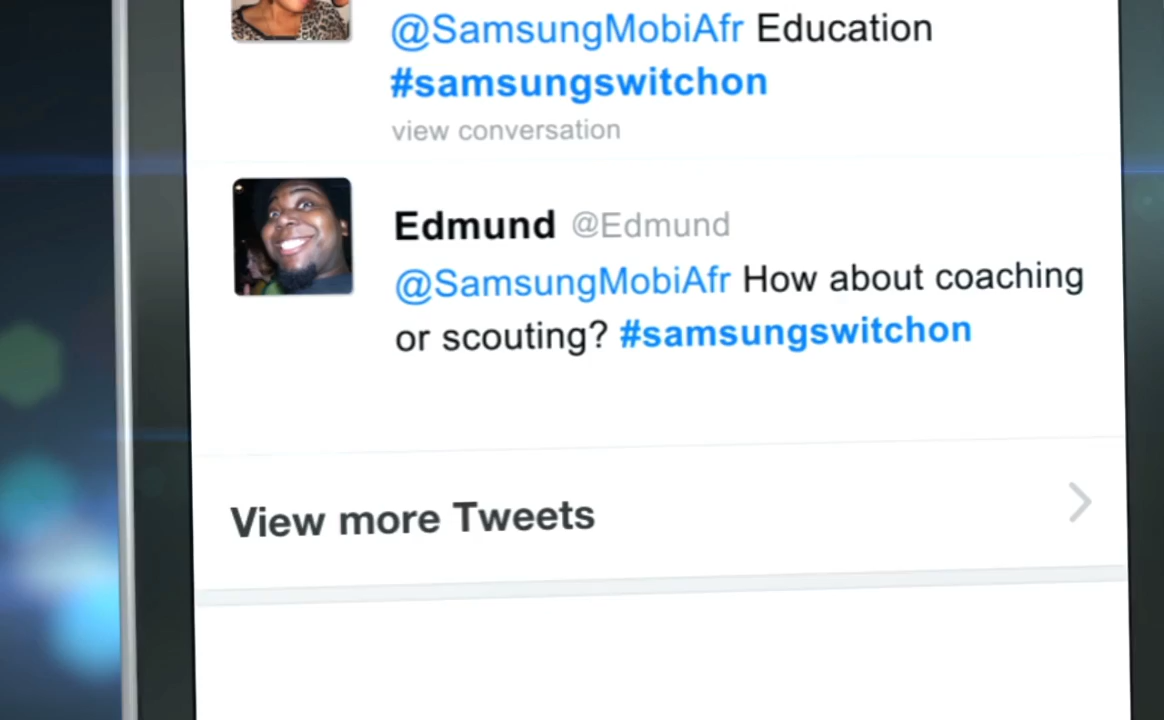 @SamsungMobiAfr Education
#samsungswitchon
view conversation
Edmund @Edmund
@SamsungMobiAfr How about coaching
or scouting? #samsungswitchon
View more Tweets